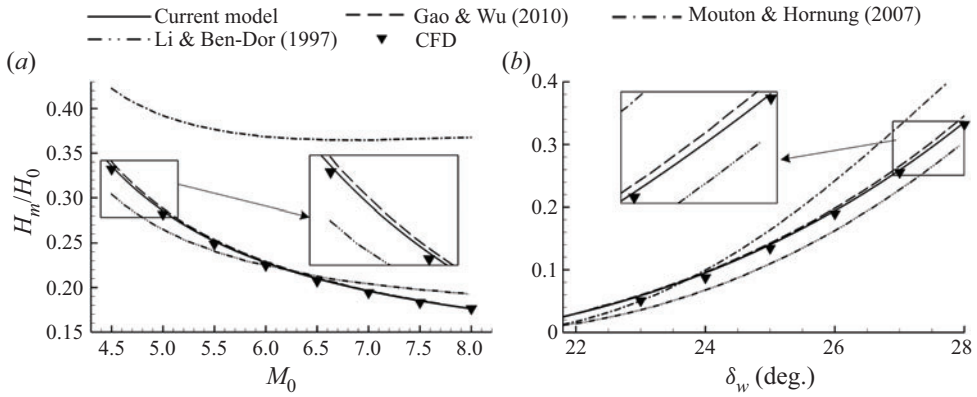 Current model Gao & Wu (2010) Mouton & Hornung (2007)
Li & Ben-Dor (1997) CFD
(a) (b)
0.40
0.35
0.30
0.25
0.20
0.15
H_m/H_0
4.5 5.0 5.5 6.0 6.5 7.0 7.5 8.0
M_0
0.4
0.3
0.2
0.1
0
22 24 26 28
δ_w (deg.)